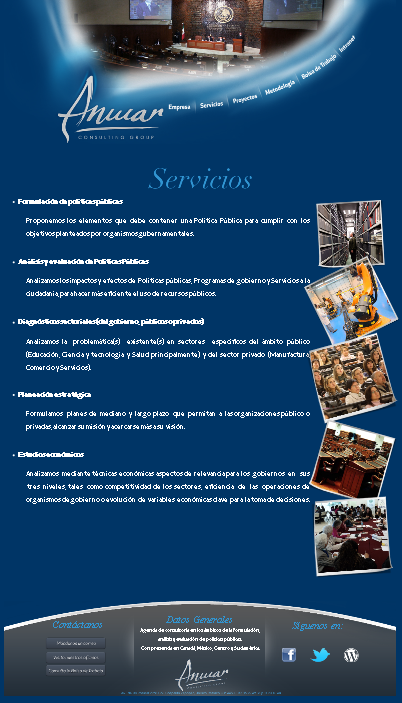 Anuar
CONSULTING GROUP
Empresa
Servicios
Proyectos
Metodología
Bolsa de Trabajo
Intranet
Servicios
• Formulación de políticas públicas
Proponemos los elementos que debe contener una Política Pública para cumplir con los
objetivos planteados por organismos gubernamentales.
• Análisis y evaluación de Políticas Públicas
Analizamos los impactos y efectos de Políticas públicas, Programas de gobierno y Servicios a la
ciudadanía para hacer más eficiente el uso de recursos públicos.
• Diagnósticos sectoriales (del gobierno, públicos o privados)
Analizamos la problemática(s) existente(s) en sectores específicos del ámbito público
(Educación, Ciencia y tecnología y Salud principalmente) y del sector privado (Manufactura
Comercio y Servicios).
• Planeación estratégica
Formulamos planes de mediano y largo plazo que permitan a las organizaciones público o
privadas, alcanzar su misión y acercarse más a su visión.
• Estudios económicos
Analizamos mediante técnicas económicas aspectos de relevancia para los gobiernos en sus
tres niveles, tales como competitividad de los sectores, eficiencia de las operaciones de
organismos de gobierno o evolución de variables económicas clave para la toma de decisiones.
Contáctanos
Datos Generales
Agencia de consultoría en los ámbitos de la formulación,
análisis y evaluación de políticas públicas.
Con presencia en Canadá, México, Centro y Sudamérica.
Anuar
Síguenos en: